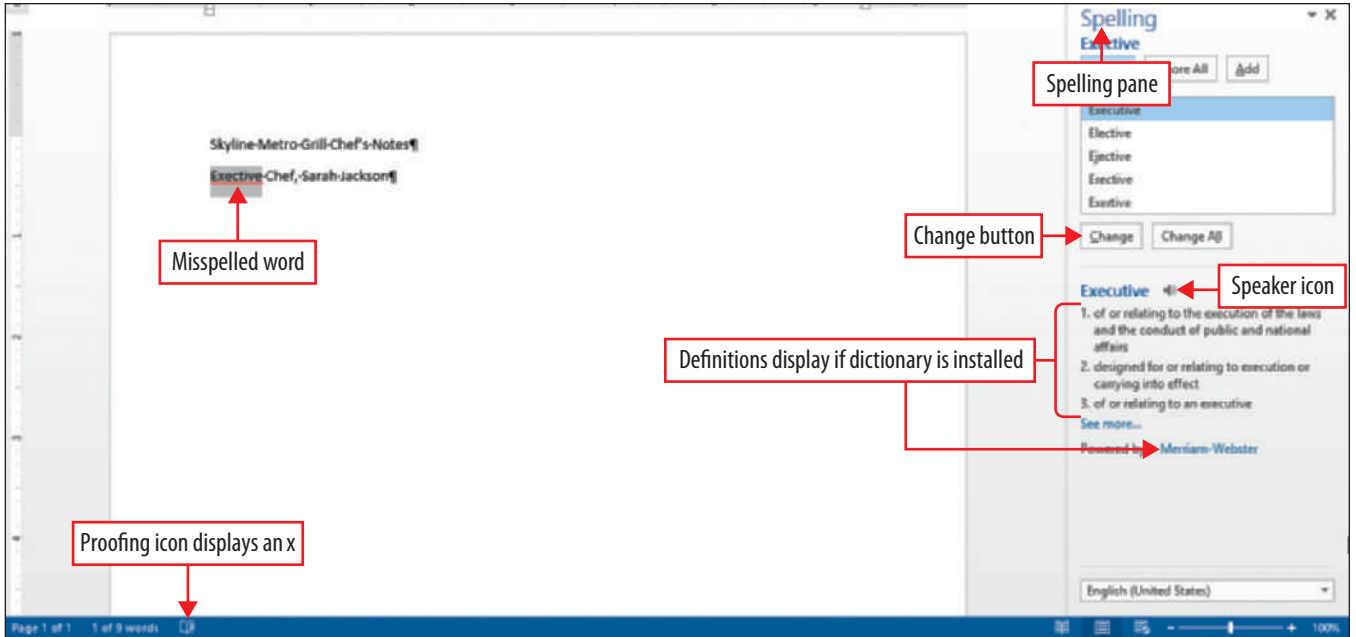 Spelling
Exective
ore All
Add
Spelling pane
Executive
Elective
Ejective
Erective
Exertive
Skyline·Metro·Grill·Chef's·Notes¶
Exective·Chef,·Sarah·Jackson¶
Misspelled word
Change button
Change
Change All
Executive
Speaker icon
1. of or relating to the execution of the laws
and the conduct of public and national
affairs
2. designed for or relating to execution or
carrying into effect
3. of or relating to an executive
See more...
Definitions display if dictionary is installed
Powered by Merriam-Webster
Proofing icon displays an x
English (United States)
Page 1 of 1 1 of 9 words 100%